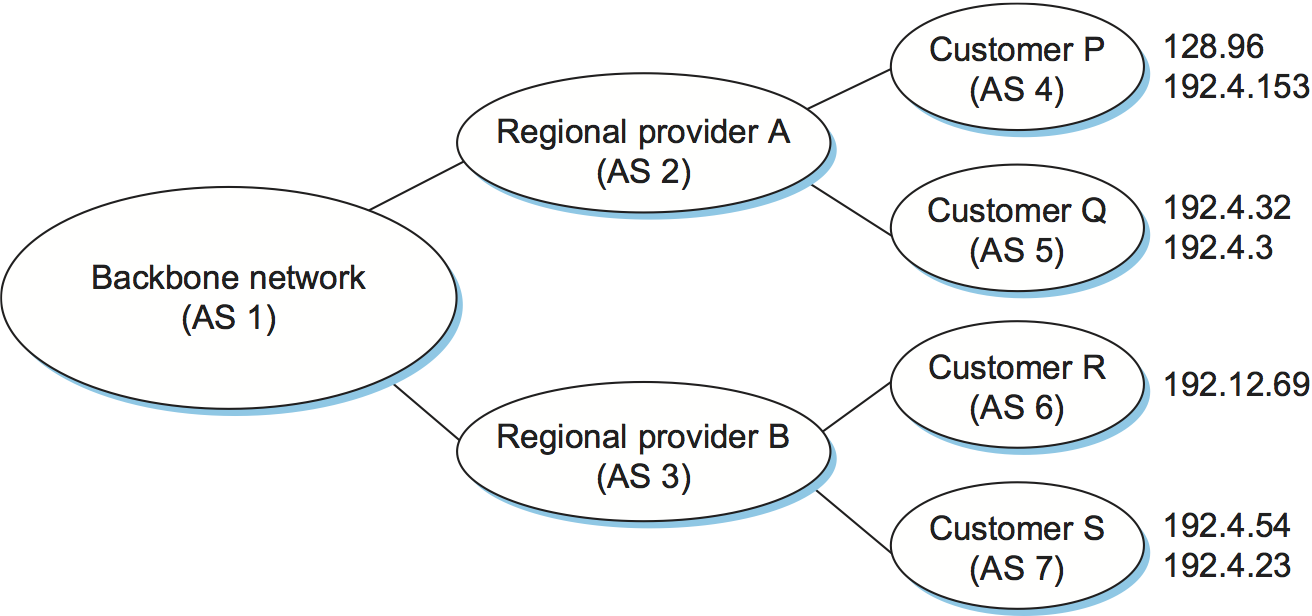 Backbone network
(AS 1)
Regional provider A
(AS 2)
Regional provider B
(AS 3)
Customer P
(AS 4)
128.96
192.4.153
Customer Q
(AS 5)
192.4.32
192.4.3
Customer R
(AS 6)
192.12.69
Customer S
(AS 7)
192.4.54
192.4.23